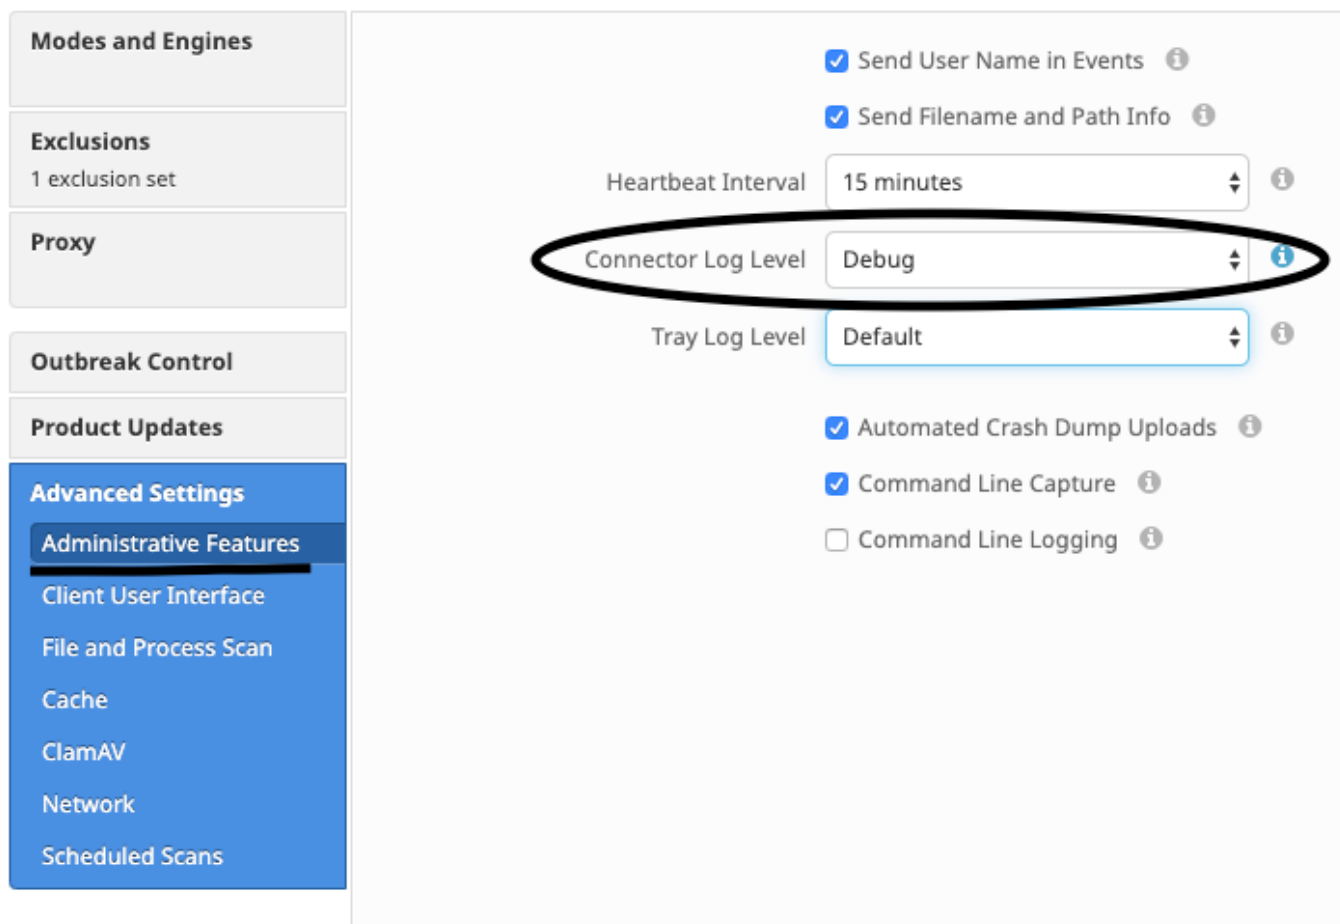 Modes and Engines
Exclusions
1 exclusion set
Proxy
Outbreak Control
Product Updates
Advanced Settings
Administrative Features
Client User Interface
File and Process Scan
Cache
ClamAV
Network
Scheduled Scans
Send User Name in Events
Send Filename and Path Info
Heartbeat Interval 15 minutes
Connector Log Level Debug
Tray Log Level Default
Automated Crash Dump Uploads
Command Line Capture
Command Line Logging